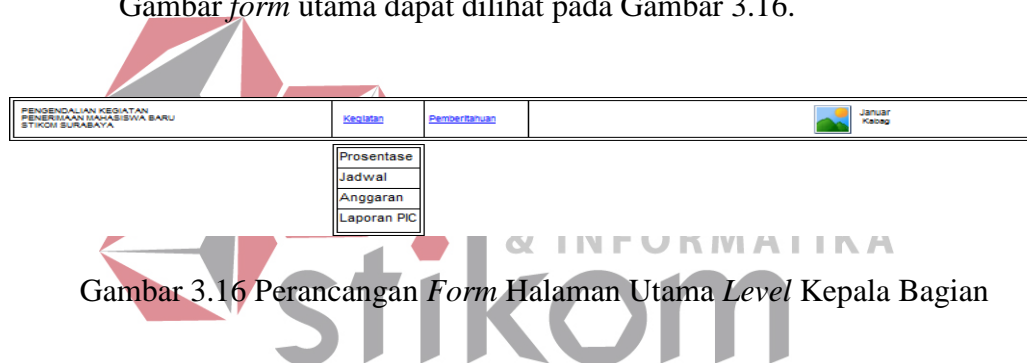 Gambar form utama dapat dilihat pada Gambar 3.16.
PENGENDALIAN KEGIATAN
PENERIMAAN MAHASISWA BARU
STIKOM SURABAYA
Kegiatan
Pemberitahuan
Januar
Kabag
Prosentase
Jadwal
Anggaran
Laporan PIC
& INFORMATIKA
stikom
Gambar 3.16 Perancangan Form Halaman Utama Level Kepala Bagian